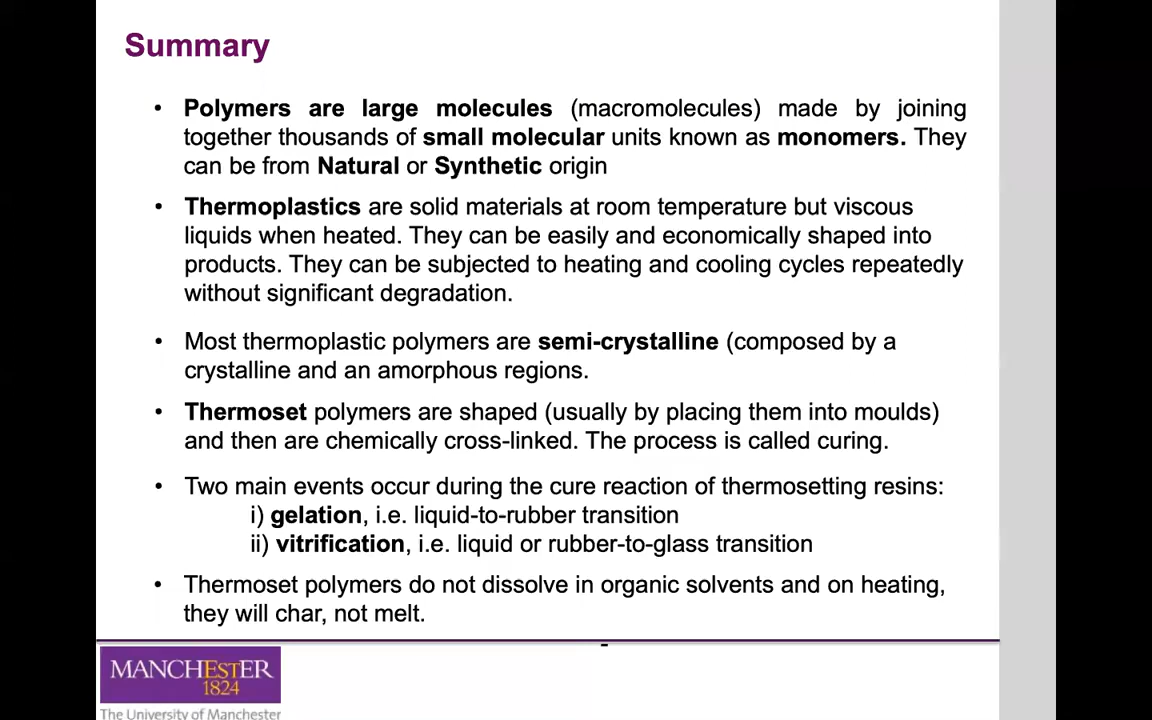 Summary
• Polymers are large molecules (macromolecules) made by joining
together thousands of small molecular units known as monomers. They
can be from Natural or Synthetic origin
• Thermoplastics are solid materials at room temperature but viscous
liquids when heated. They can be easily and economically shaped into
products. They can be subjected to heating and cooling cycles repeatedly
without significant degradation.
• Most thermoplastic polymers are semi-crystalline (composed by a
crystalline and an amorphous regions.
• Thermoset polymers are shaped (usually by placing them into moulds)
and then are chemically cross-linked. The process is called curing.
• Two main events occur during the cure reaction of thermosetting resins:
i) gelation, i.e. liquid-to-rubber transition
ii) vitrification, i.e. liquid or rubber-to-glass transition
• Thermoset polymers do not dissolve in organic solvents and on heating,
they will char, not melt.
MANCHESTER
1824
The University of Manchester